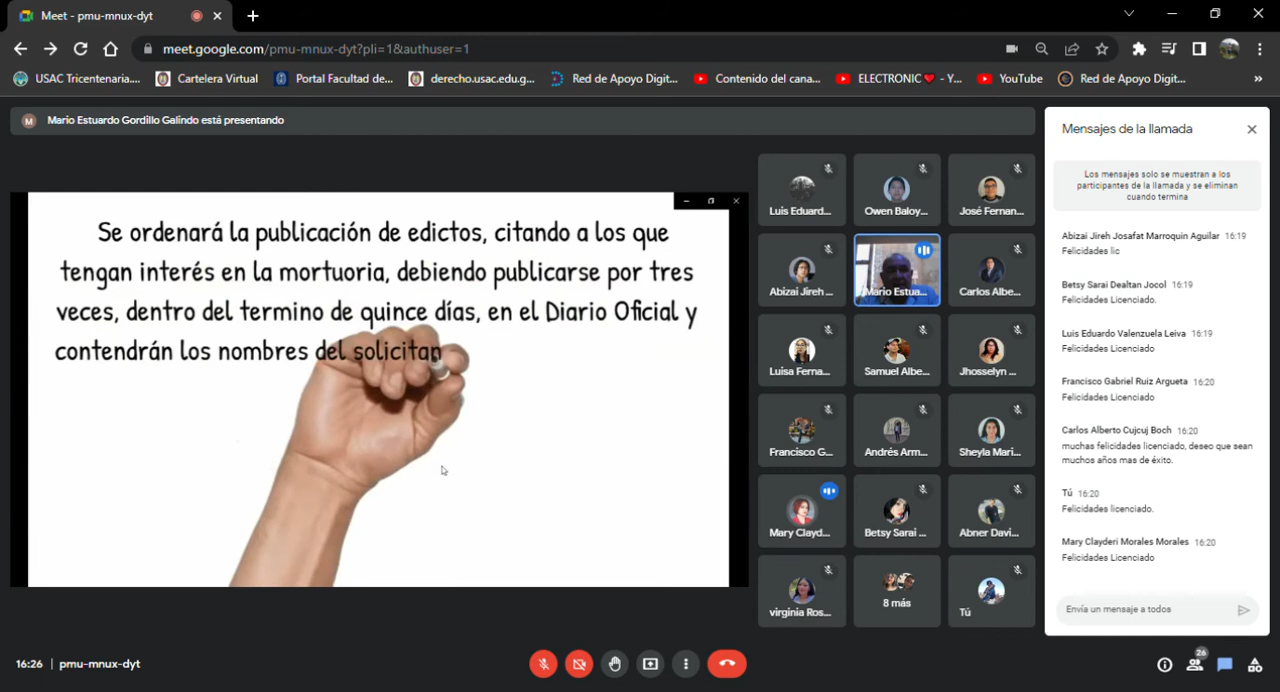 Meet - pmu-mnux-dyt
meet.google.com/pmu-mnux-dyt?pli=1&authuser=1
USAC Tricentenaria.... Cartelera Virtual Portal Facultad de... derecho.usac.edu.g... Red de Apoyo Digit... Contenido del cana... ELECTRONIC❤ - Y... YouTube Red de Apoyo Digit... »
M Mario Estuardo Gordillo Galindo está presentando
Se ordenará la publicación de edictos, citando a los que
tengan interés en la mortuoria, debiendo publicarse por tres
veces, dentro del termino de quince días, en el Diario Oficial y
contendrán los nombres del solicitan
Luis Eduard... Owen Baloy... José Fernan...
Abizai Jireh ... Mario Estua... Carlos Albe...
Luisa Ferna... Samuel Albe... Jhosselyn ...
Francisco G... Andrés Arm... Sheyla Mari...
Mary Clayd... Betsy Sarai ... Abner Davi...
virginia Ros... 8 más Tú
Mensajes de la llamada
Los mensajes solo se muestran a los
participantes de la llamada y se eliminan
cuando termina
Abizai Jireh Josafat Marroquin Aguilar 16:19
Felicidades lic
Betsy Sarai Dealtan Jocol 16:19
Felicidades Licenciado.
Luis Eduardo Valenzuela Leiva 16:19
Felicidades Licenciado
Francisco Gabriel Ruiz Argueta 16:20
Felicidades Licenciado
Carlos Alberto Cujcuj Boch 16:20
muchas felicidades licenciado, deseo que sean
muchos años mas de éxito.
Tú 16:20
Felicidades licenciado.
Mary Clayderi Morales Morales 16:20
Felicidades Licenciado
Envía un mensaje a todos
16:26 | pmu-mnux-dyt
26